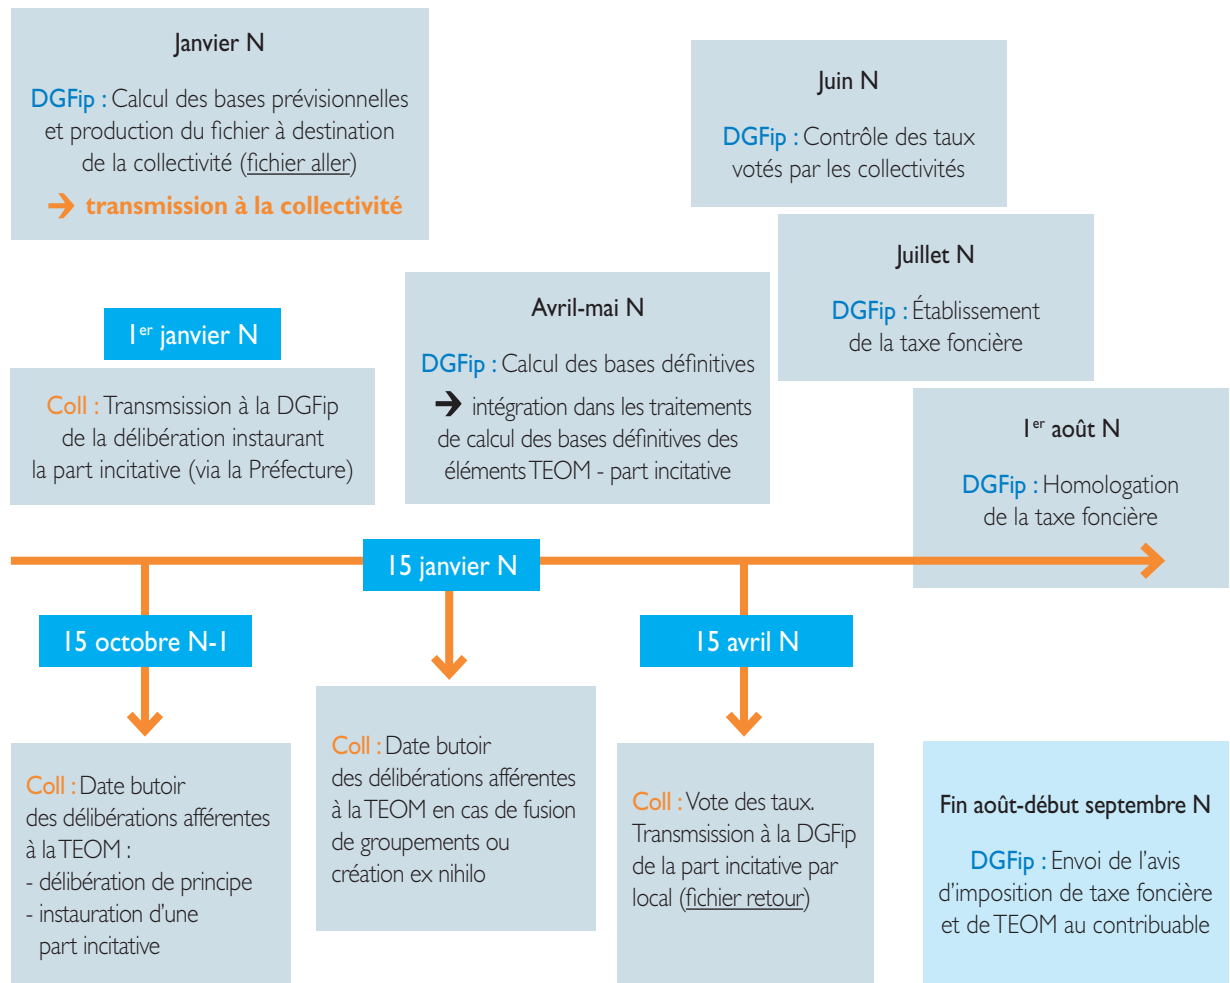 Janvier N
DGFip : Calcul des bases prévisionnelles
et production du fichier à destination
de la collectivité (fichier aller)
➔ transmission à la collectivité
Juin N
DGFip : Contrôle des taux
votés par les collectivités
Juillet N
DGFip : Établissement
de la taxe foncière
Avril-mai N
DGFip : Calcul des bases définitives
➔ intégration dans les traitements
de calcul des bases définitives des
éléments TEOM - part incitative
1er janvier N
Coll : Transmsission à la DGFip
de la délibération instaurant
la part incitative (via la Préfecture)
1er août N
DGFip : Homologation
de la taxe foncière
15 janvier N
15 octobre N-1
15 avril N
Coll : Date butoir
des délibérations afférentes
à la TEOM :
- délibération de principe
- instauration d’une
part incitative
Coll : Date butoir
des délibérations afférentes
à la TEOM en cas de fusion
de groupements ou
création ex nihilo
Coll : Vote des taux.
Transmsission à la DGFip
de la part incitative par
local (fichier retour)
Fin août-début septembre N
DGFip : Envoi de l’avis
d’imposition de taxe foncière
et de TEOM au contribuable